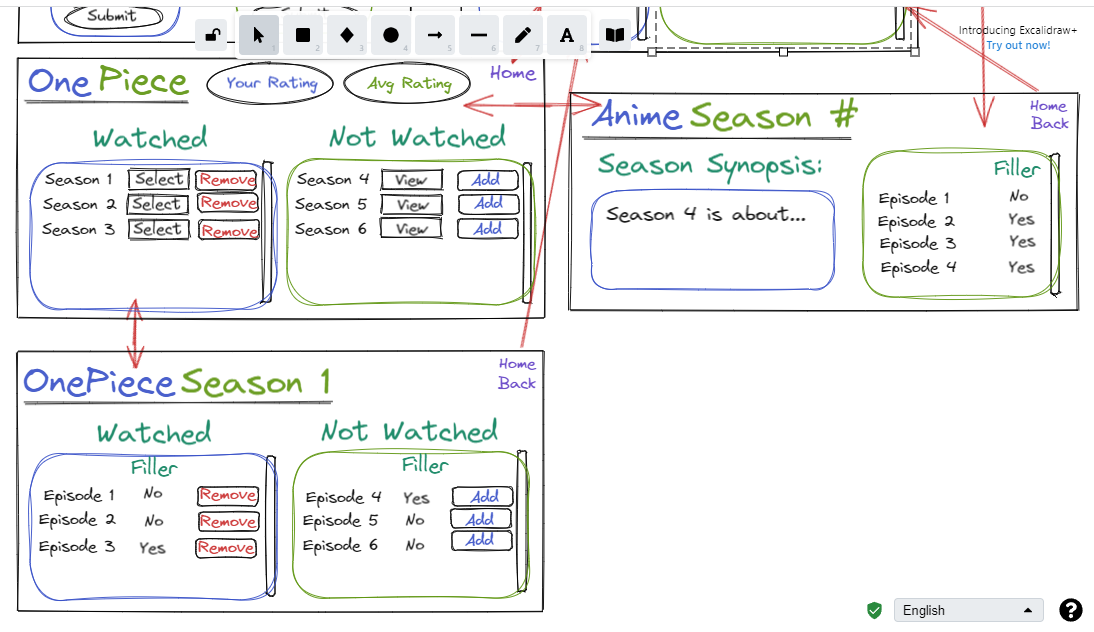 Submit
1
2
3
4
5
6
7
A
8
Introducing Excalidraw+
Try out now!
One Piece
Your Rating
Avg Rating
Home
Watched
Not Watched
Season 1 Select Remove
Season 2 Select Remove
Season 3 Select Remove
Season 4 View Add
Season 5 View Add
Season 6 View Add
Anime Season #
Home
Back
Season Synopsis:
Season 4 is about...
Filler
Episode 1 No
Episode 2 Yes
Episode 3 Yes
Episode 4 Yes
OnePiece Season 1
Home
Back
Watched
Not Watched
Filler
Episode 1 No Remove
Episode 2 No Remove
Episode 3 Yes Remove
Filler
Episode 4 Yes Add
Episode 5 No Add
Episode 6 No Add
English
?